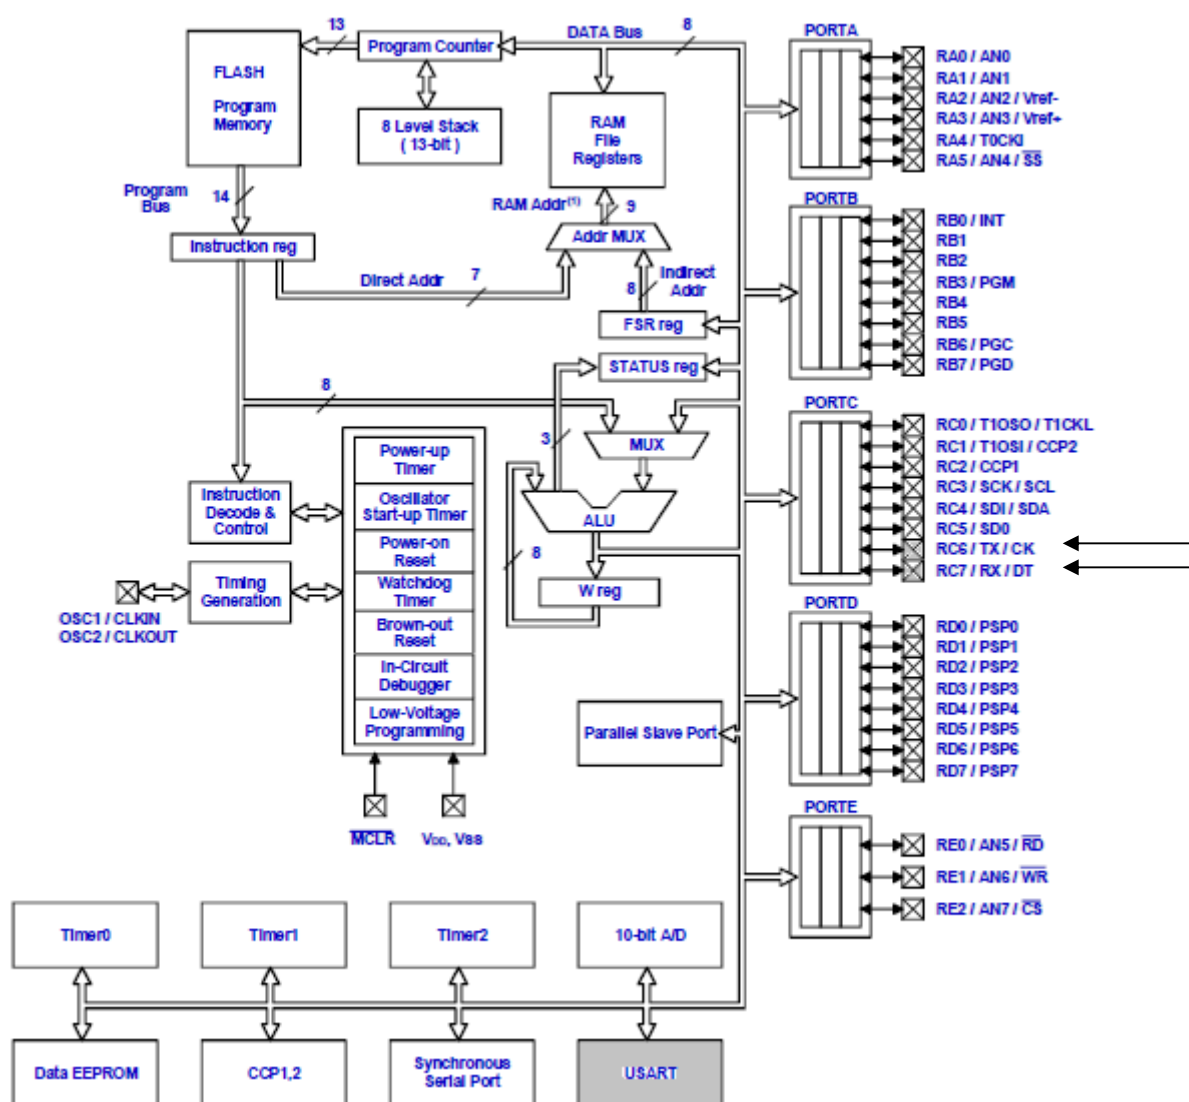 13
DATA Bus
8
PORTA
FLASH
Program
Memory
Program Counter
8 Level Stack
( 13-bit )
RAM
File
Registers
RA0 / AN0
RA1 / AN1
RA2 / AN2 / Vref-
RA3 / AN3 / Vref+
RA4 / T0CKI
RA5 / AN4 / SS
Program
Bus
14
RAM Addr(1)
9
PORTB
Instruction reg
Addr MUX
Direct Addr
7
8
Indirect
Addr
FSR reg
STATUS reg
RB0 / INT
RB1
RB2
RB3 / PGM
RB4
RB5
RB6 / PGC
RB7 / PGD
8
3
MUX
PORTC
Power-up
Timer
Oscillator
Start-up Timer
Power-on
Reset
Watchdog
Timer
Brown-out
Reset
In-Circuit
Debugger
Low-Voltage
Programming
Instruction
Decode &
Control
ALU
8
W reg
RC0 / T1OSO / T1CKL
RC1 / T1OSI / CCP2
RC2 / CCP1
RC3 / SCK / SCL
RC4 / SDI / SDA
RC5 / SD0
RC6 / TX / CK
RC7 / RX / DT
Timing
Generation
OSC1 / CLKIN
OSC2 / CLKOUT
PORTD
RD0 / PSP0
RD1 / PSP1
RD2 / PSP2
RD3 / PSP3
RD4 / PSP4
RD5 / PSP5
RD6 / PSP6
RD7 / PSP7
Parallel Slave Port
MCLR
VDD, VSS
PORTE
RE0 / AN5 / RD
RE1 / AN6 / WR
RE2 / AN7 / CS
Timer0
Timer1
Timer2
10-bit A/D
Data EEPROM
CCP1,2
Synchronous
Serial Port
USART